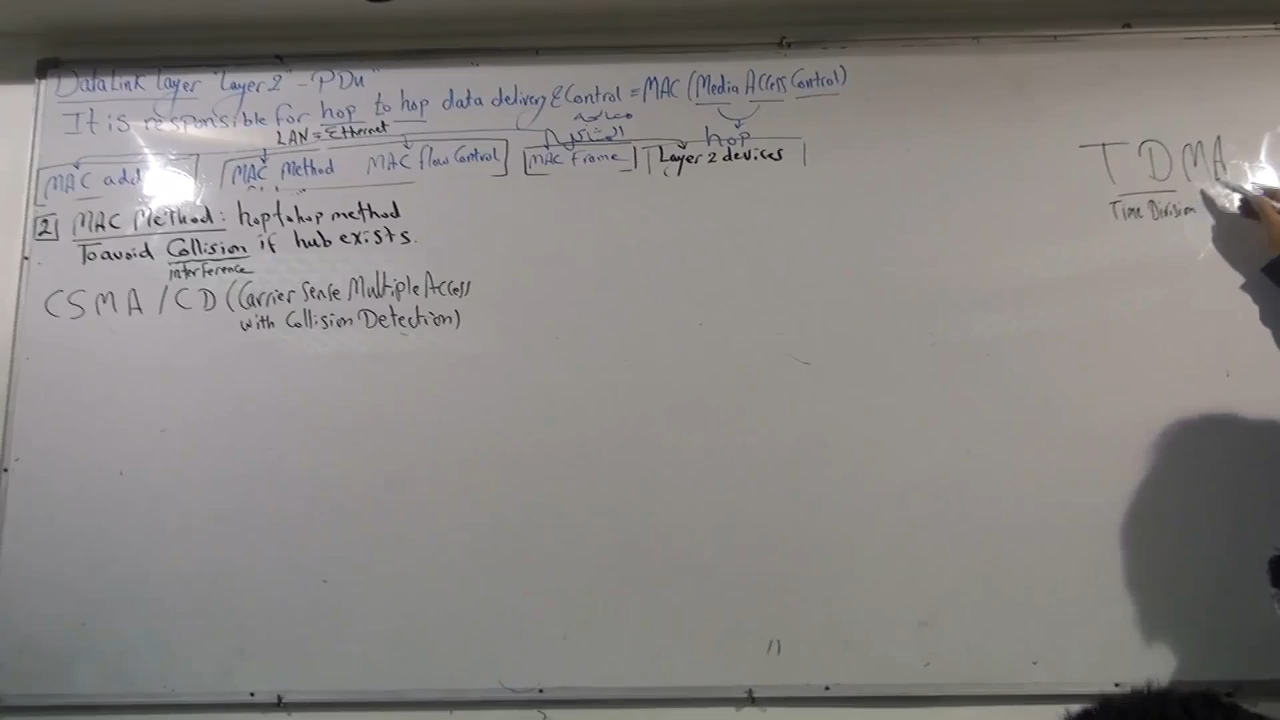 DataLink Layer "Layer 2" - "PDu"
It is responsible for hop to hop data delivery & Control = MAC (Media Access Control)
LAN = Ethernet
hop
MAC add
MAC Method MAC flow Control
MAC frame
Layer 2 devices
2 MAC Method: hop to hop method
To avoid Collision if hub exists.
interference
CSMA/CD (Carrier Sense Multiple Access
with Collision Detection)
TDMA
Time Division
11